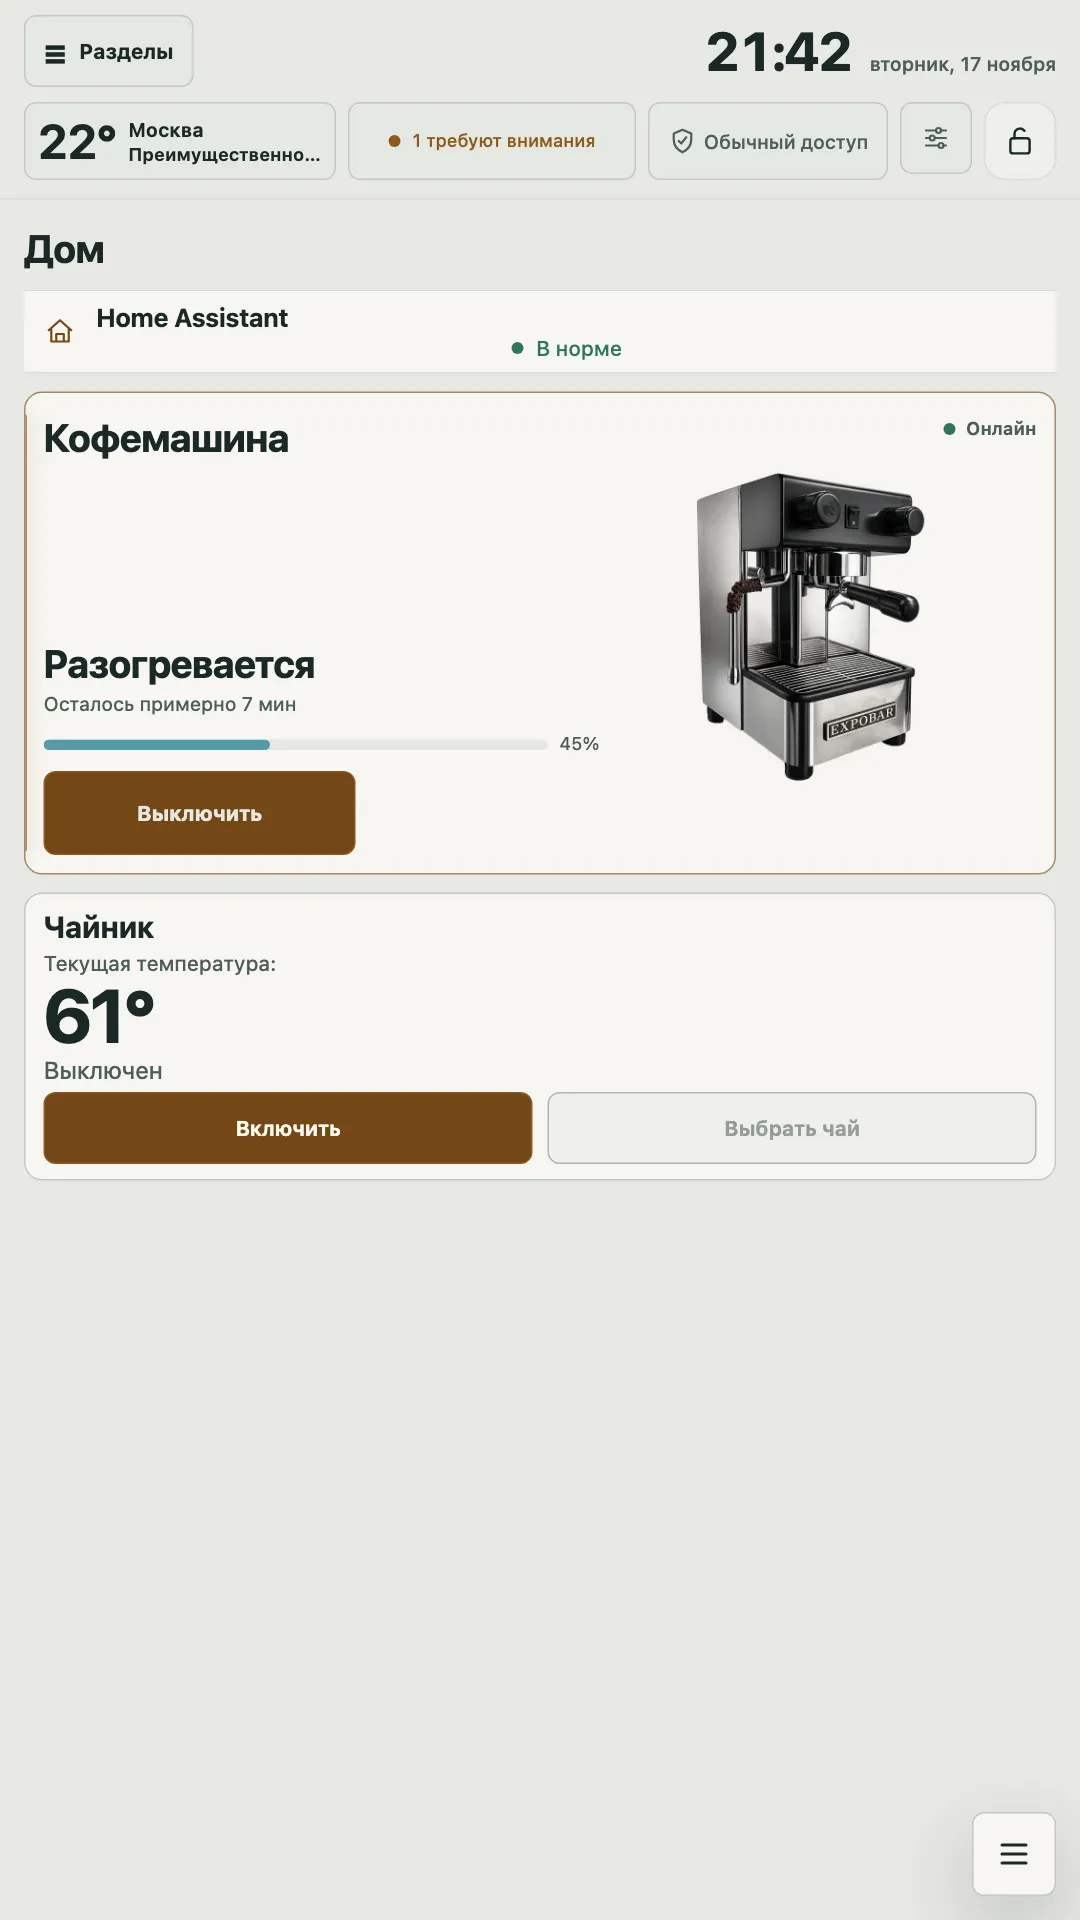 Разделы
21:42 вторник, 17 ноября
22° Москва
Преимущественно...
1 требуют внимания
Обычный доступ
Дом
Home Assistant
В норме
Кофемашина
Онлайн
EXPOBAR
Разогревается
Осталось примерно 7 мин
45%
Выключить
Чайник
Текущая температура:
61°
Выключен
Включить
Выбрать чай